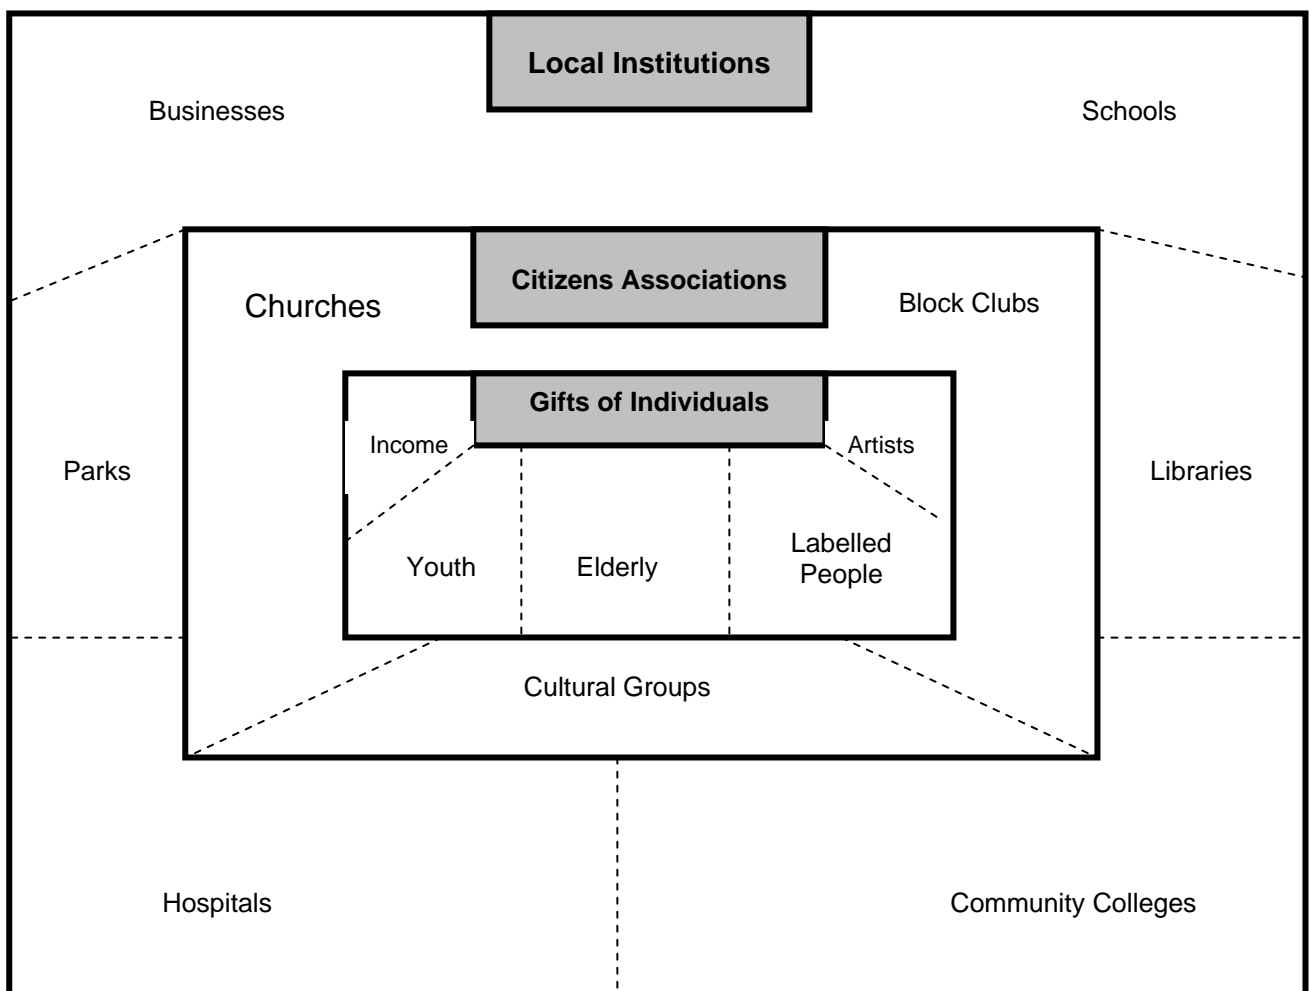 Local Institutions
Businesses
Schools
Citizens Associations
Churches
Block Clubs
Gifts of Individuals
Income
Artists
Parks
Libraries
Youth
Elderly
Labelled
People
Cultural Groups
Hospitals
Community Colleges